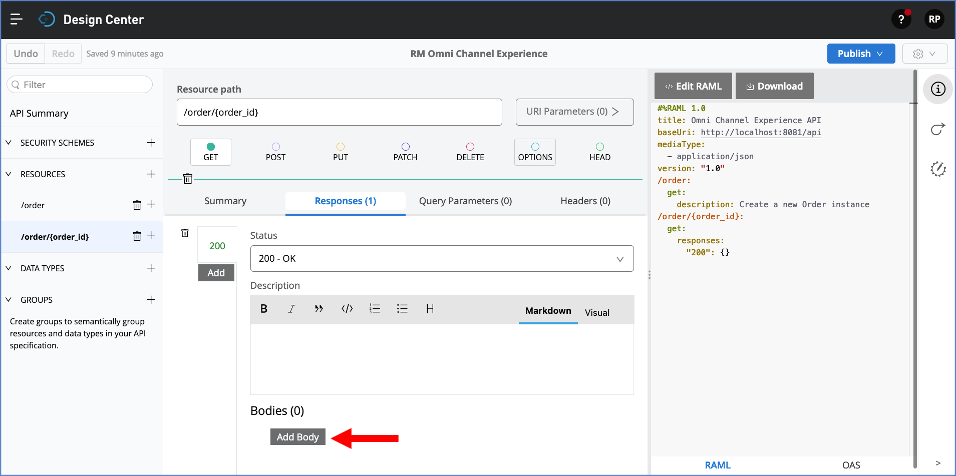 Design Center
?
RP
Undo
Redo
Saved 9 minutes ago
RM Omni Channel Experience
Publish
Filter
API Summary
SECURITY SCHEMES
RESOURCES
/order
/order/{order_id}
DATA TYPES
GROUPS
Create groups to semantically group
resources and data types in your API
specification.
Resource path
/order/{order_id}
URI Parameters (0) >
GET
POST
PUT
PATCH
DELETE
OPTIONS
HEAD
Summary
Responses (1)
Query Parameters (0)
Headers (0)
200
Add
Status
200 - OK
Description
B
I
H
Markdown
Visual
Bodies (0)
Add Body
</> Edit RAML
Download
#%RAML 1.0
title: Omni Channel Experience API
baseUri: http://localhost:8081/api
mediaType:
- application/json
version: "1.0"
/order:
get:
description: Create a new Order instance
/order/{order_id}:
get:
responses:
"200": {}
RAML
OAS